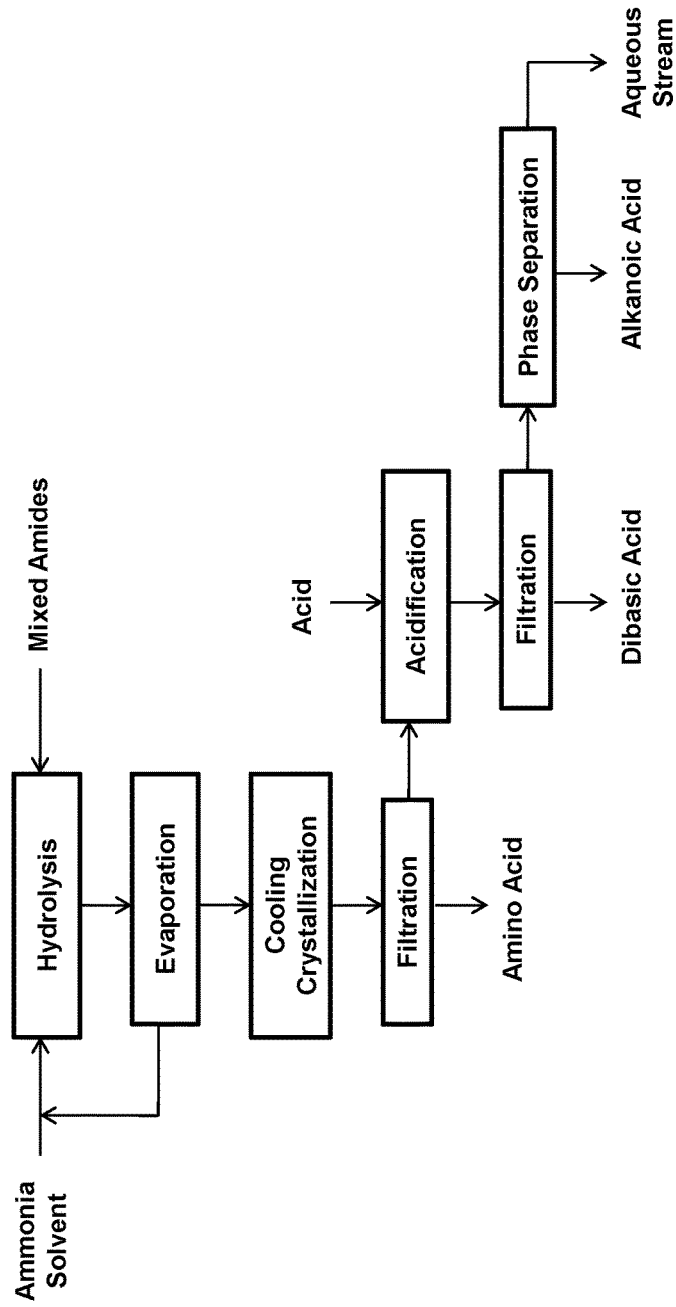 Ammonia
Solvent
Hydrolysis
Mixed Amides
Evaporation
Cooling
Crystallization
Filtration
Amino Acid
Acid
Acidification
Filtration
Dibasic Acid
Phase Separation
Alkanoic Acid
Aqueous
Stream